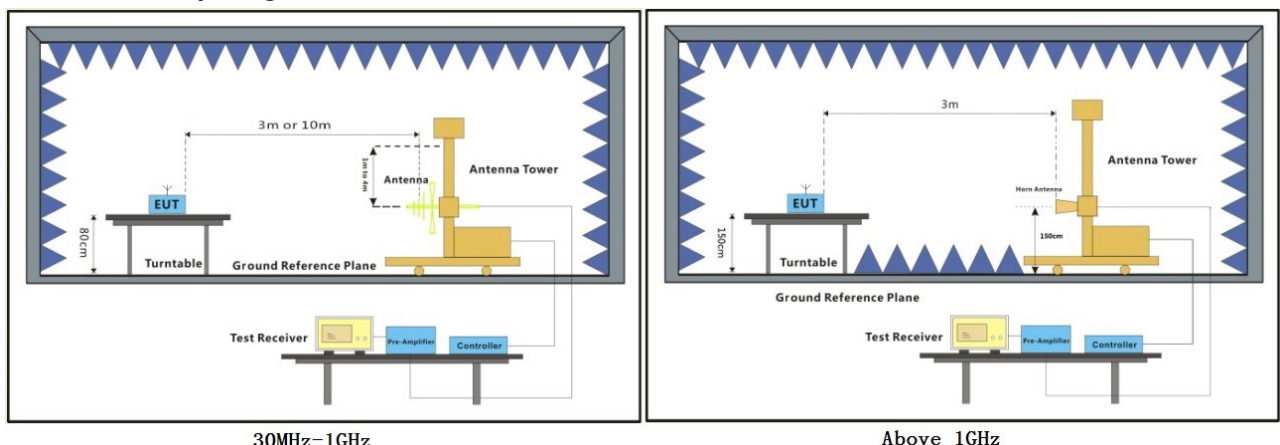 3m or 10m
1m to 4m
Antenna
Antenna Tower
EUT
80cm
Turntable
Ground Reference Plane
Test Receiver
Pre-Amplifier
Controller
30MHz-1GHz
3m
Antenna Tower
Horn Antenna
EUT
150cm
150cm
Turntable
Ground Reference Plane
Test Receiver
Pre-Amplifier
Controller
Above 1GHz